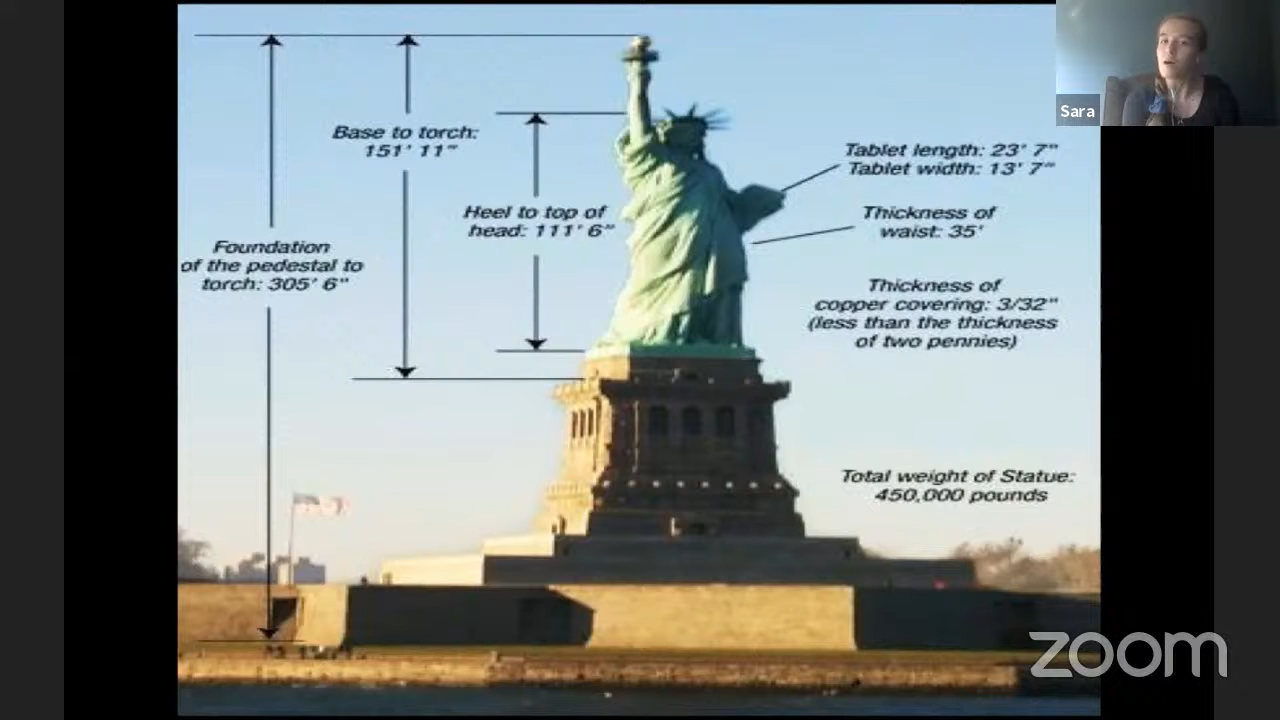 Sara
Base to torch:
151' 11"
Tablet length: 23' 7"
Tablet width: 13' 7"
Heel to top of
head: 111' 6"
Thickness of
waist: 35'
Foundation
of the pedestal to
torch: 305' 6"
Thickness of
copper covering: 3/32"
(less than the thickness
of two pennies)
Total weight of Statue:
450,000 pounds
zoom